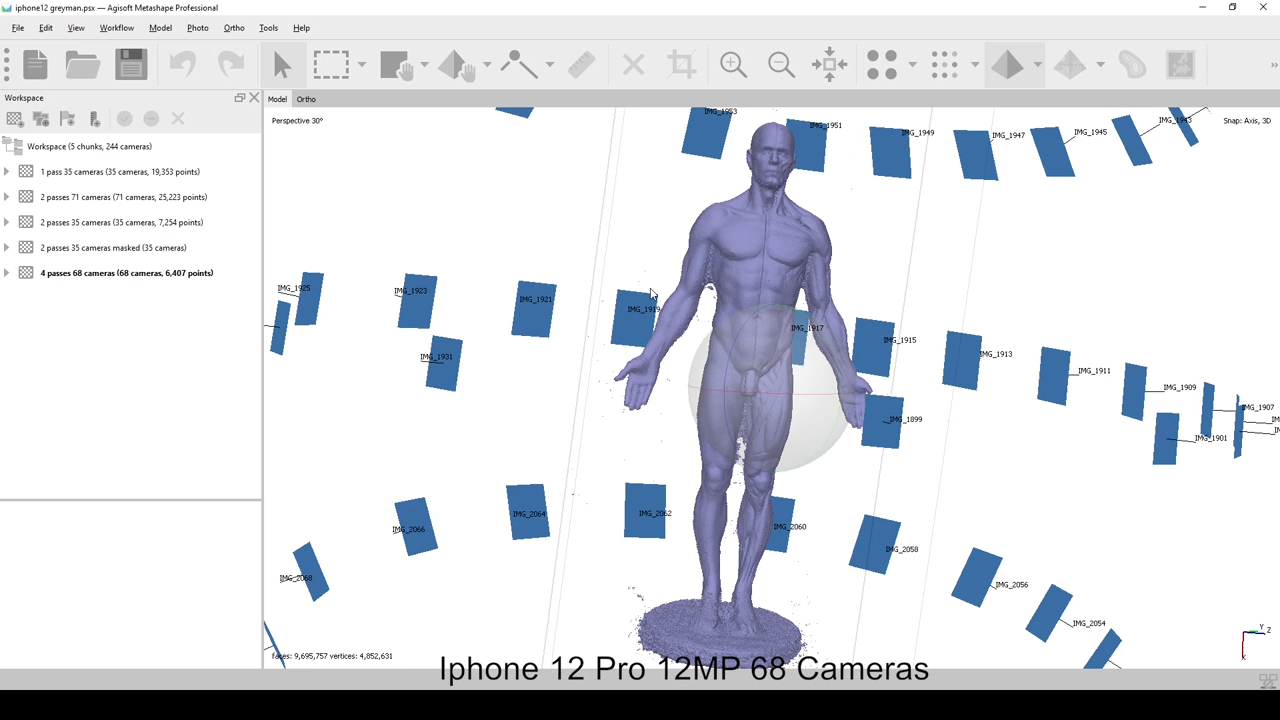 iphone12 greyman.psx — Agisoft Metashape Professional
File Edit View Workflow Model Photo Ortho Tools Help
Workspace
Model Ortho
Perspective 30°
Snap: Axis, 3D
Workspace (5 chunks, 244 cameras)
1 pass 35 cameras (35 cameras, 19,353 points)
2 passes 71 cameras (71 cameras, 25,223 points)
2 passes 35 cameras (35 cameras, 7,254 points)
2 passes 35 cameras masked (35 cameras)
4 passes 68 cameras (68 cameras, 6,407 points)
IMG_1953
IMG_1951
IMG_1949
IMG_1947
IMG_1945
IMG_1943
IMG_1925
IMG_1923
IMG_1921
IMG_1919
IMG_1917
IMG_1915
IMG_1913
IMG_1911
IMG_1909
IMG_1907
IMG_1931
IMG_1899
IMG_1901
IMG_2068
IMG_2066
IMG_2064
IMG_2062
IMG_2060
IMG_2058
IMG_2056
IMG_2054
faces: 9,695,757 vertices: 4,852,631
Y
Z
X
Iphone 12 Pro 12MP 68 Cameras